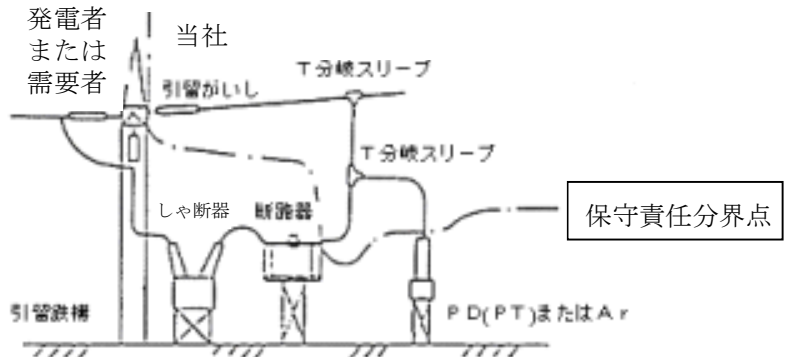 発電者
または
需要者
当社
引留がいし
T分岐スリーブ
T分岐スリーブ
しゃ断器
断路器
保守責任分界点
引留鉄構
PD(PT)またはAr